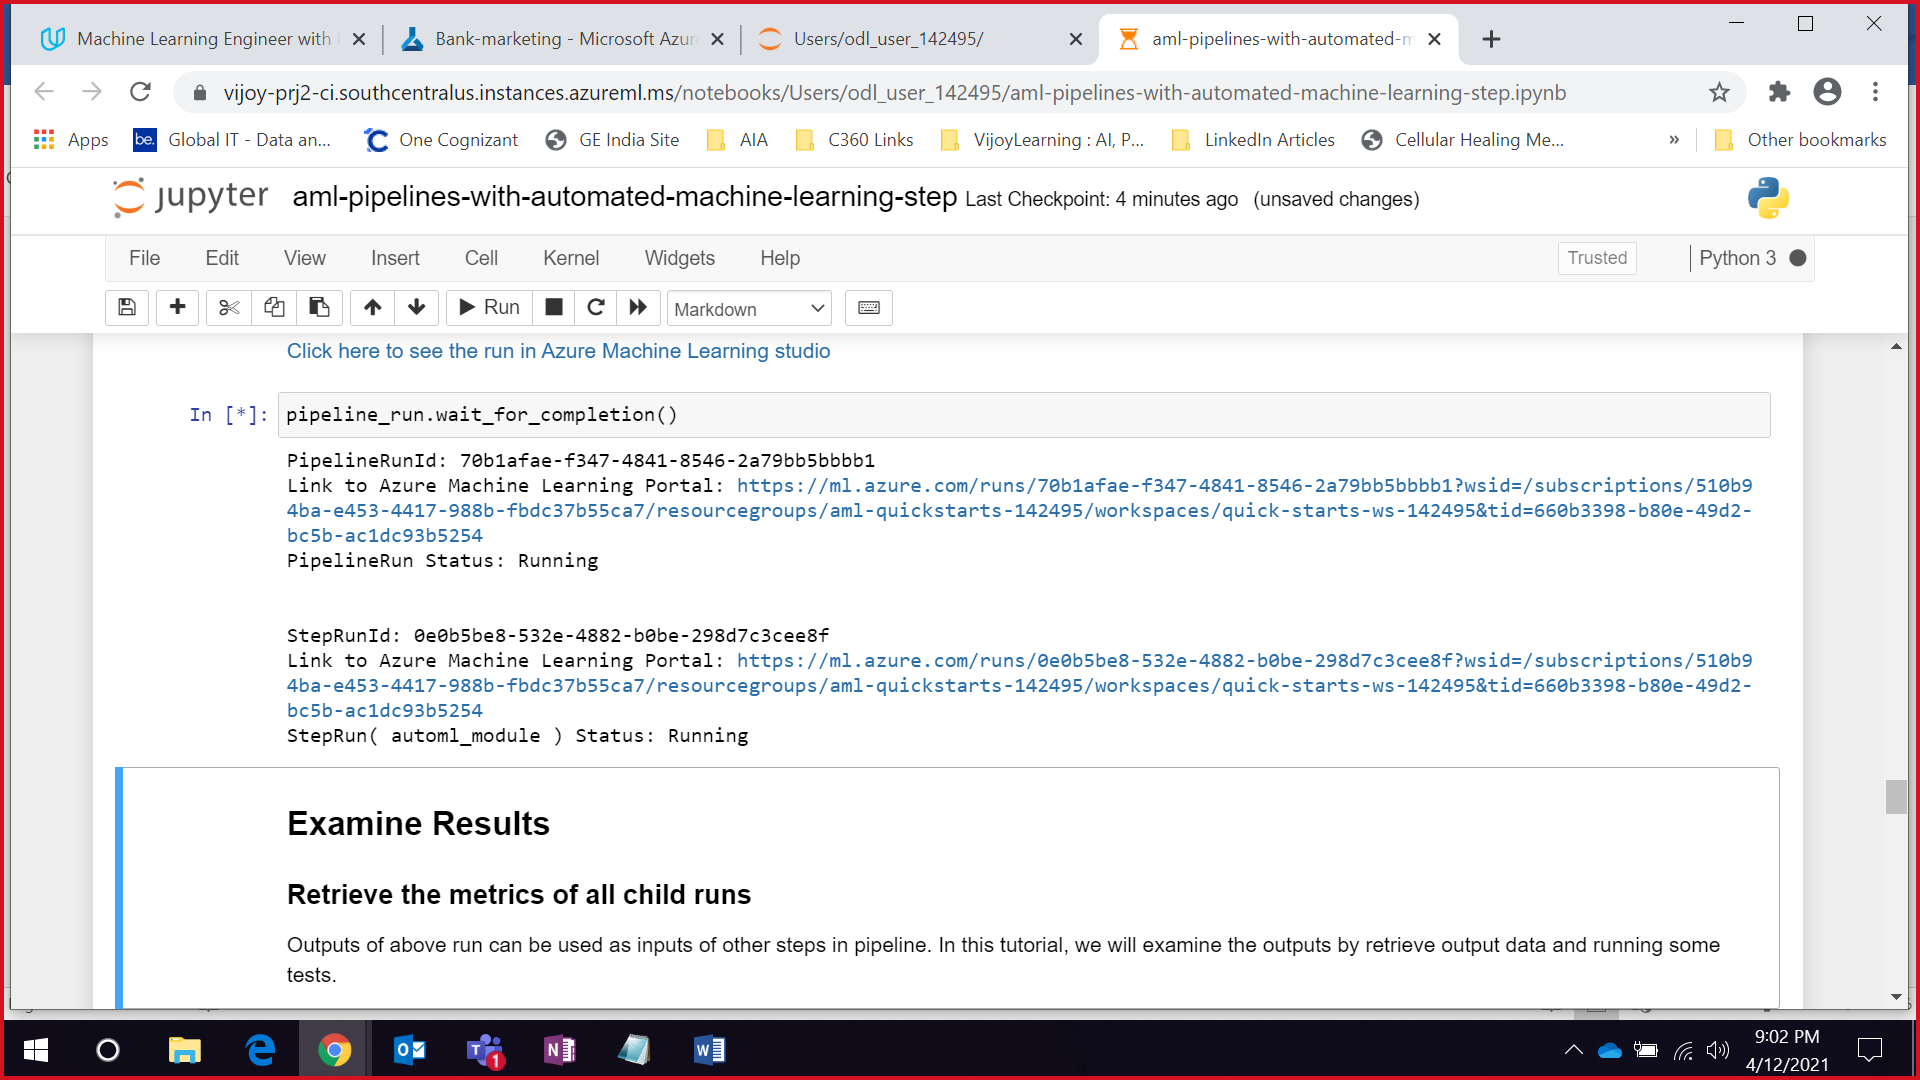 Machine Learning Engineer with
Bank-marketing - Microsoft Azur
Users/odl_user_142495/
aml-pipelines-with-automated-m
vijoy-prj2-ci.southcentralus.instances.azureml.ms/notebooks/Users/odl_user_142495/aml-pipelines-with-automated-machine-learning-step.ipynb
Apps
be. Global IT - Data an...
One Cognizant
GE India Site
AIA
C360 Links
VijoyLearning : AI, P...
LinkedIn Articles
Cellular Healing Me...
»
Other bookmarks
jupyter aml-pipelines-with-automated-machine-learning-step Last Checkpoint: 4 minutes ago (unsaved changes)
File Edit View Insert Cell Kernel Widgets Help Trusted Python 3
Run Markdown
Click here to see the run in Azure Machine Learning studio
In [*]: pipeline_run.wait_for_completion()
PipelineRunId: 70b1afae-f347-4841-8546-2a79bb5bbbb1
Link to Azure Machine Learning Portal: https://ml.azure.com/runs/70b1afae-f347-4841-8546-2a79bb5bbbb1?wsid=/subscriptions/510b9
4ba-e453-4417-988b-fbdc37b55ca7/resourcegroups/aml-quickstarts-142495/workspaces/quick-starts-ws-142495&tid=660b3398-b80e-49d2-
bc5b-ac1dc93b5254
PipelineRun Status: Running
StepRunId: 0e0b5be8-532e-4882-b0be-298d7c3cee8f
Link to Azure Machine Learning Portal: https://ml.azure.com/runs/0e0b5be8-532e-4882-b0be-298d7c3cee8f?wsid=/subscriptions/510b9
4ba-e453-4417-988b-fbdc37b55ca7/resourcegroups/aml-quickstarts-142495/workspaces/quick-starts-ws-142495&tid=660b3398-b80e-49d2-
bc5b-ac1dc93b5254
StepRun( automl_module ) Status: Running
Examine Results
Retrieve the metrics of all child runs
Outputs of above run can be used as inputs of other steps in pipeline. In this tutorial, we will examine the outputs by retrieve output data and running some
tests.
9:02 PM
4/12/2021